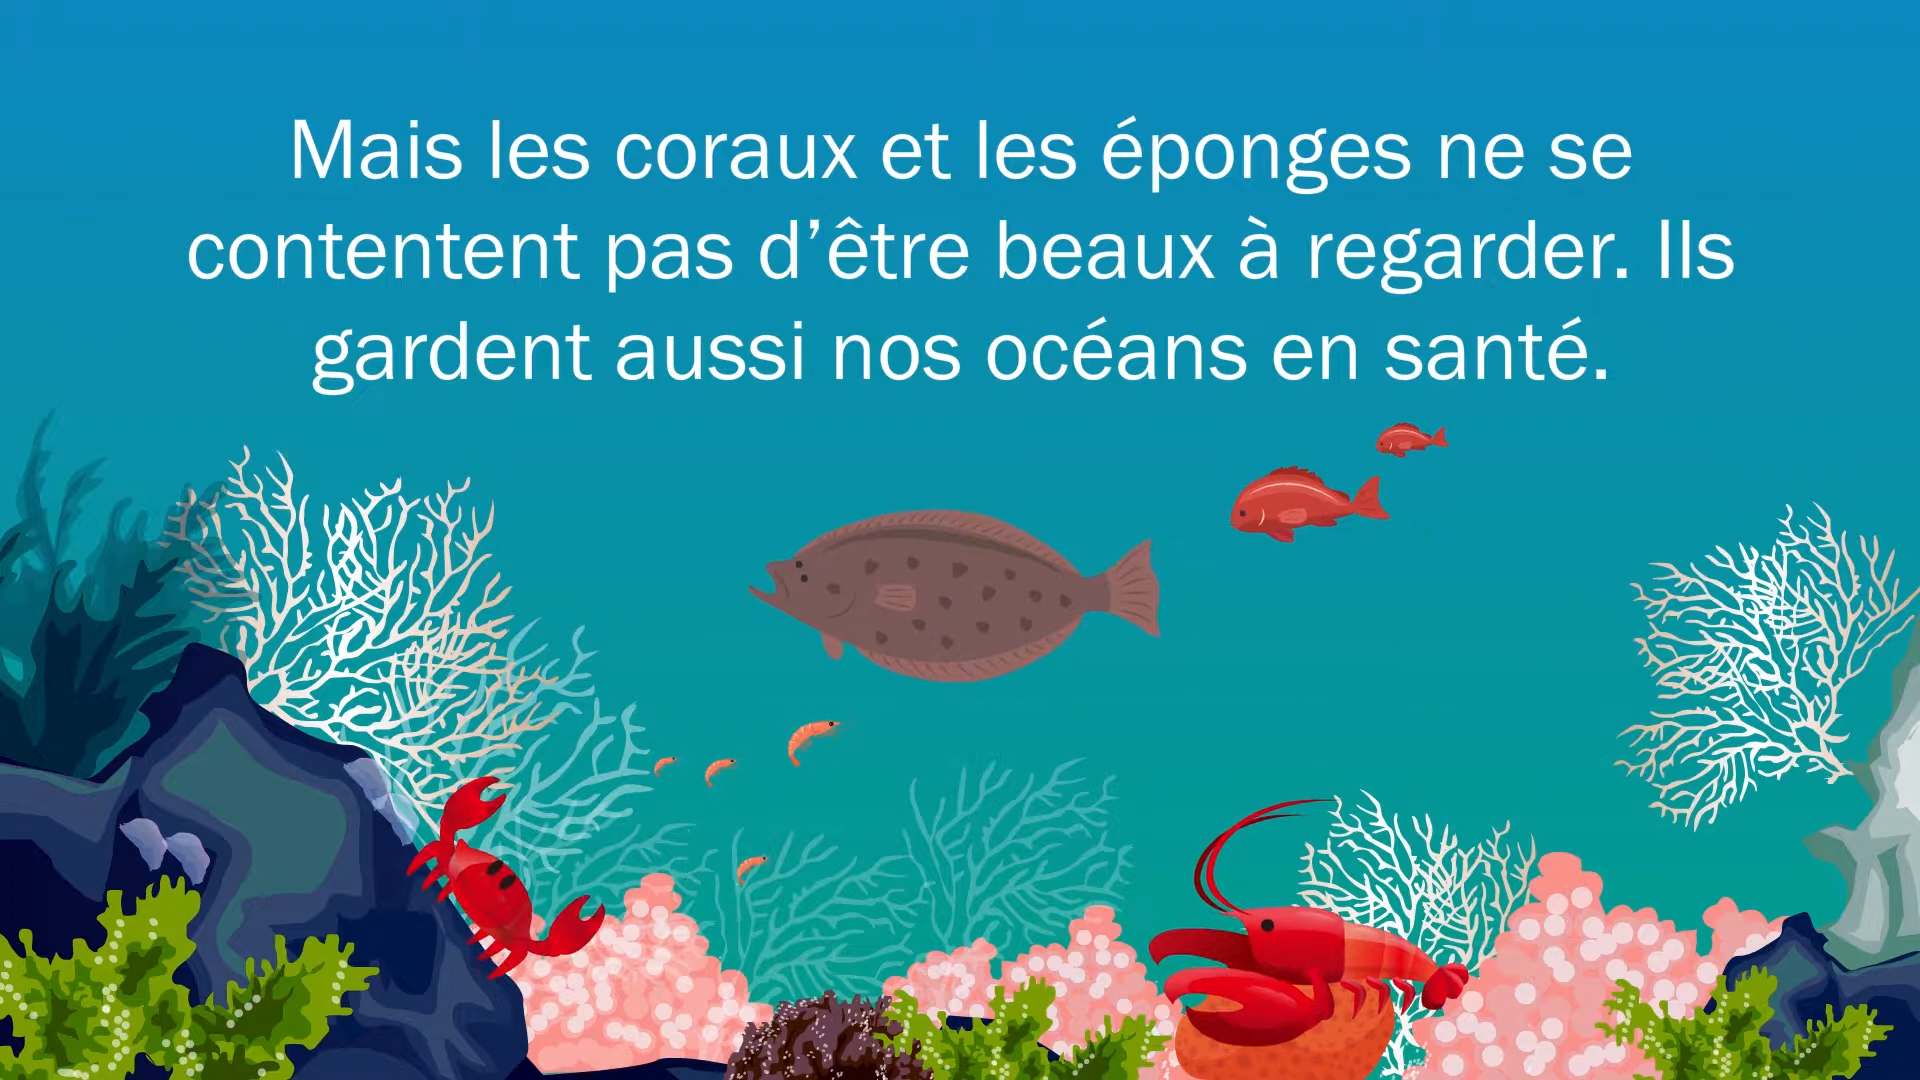 Mais les coraux et les éponges ne se
contentent pas d’être beaux à regarder. Ils
gardent aussi nos océans en santé.